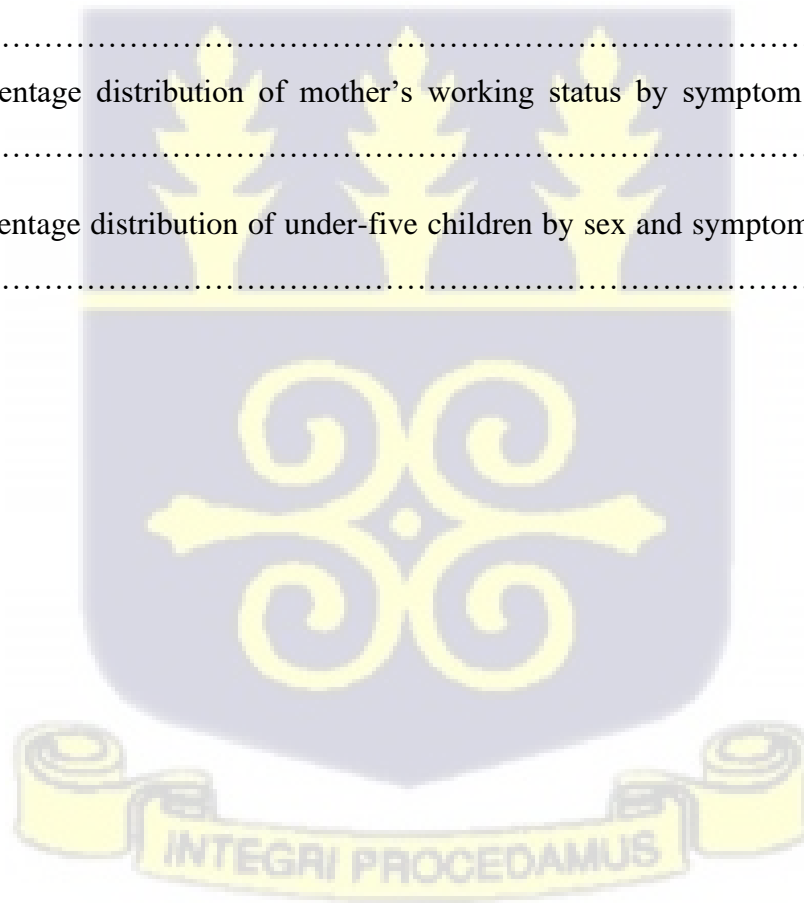 ……………………………………………………………………
entage distribution of mother’s working status by symptom
……………………………………………………………………
entage distribution of under-five children by sex and symptom
……………………………………………………………………
INTEGRI PROCEDAMUS